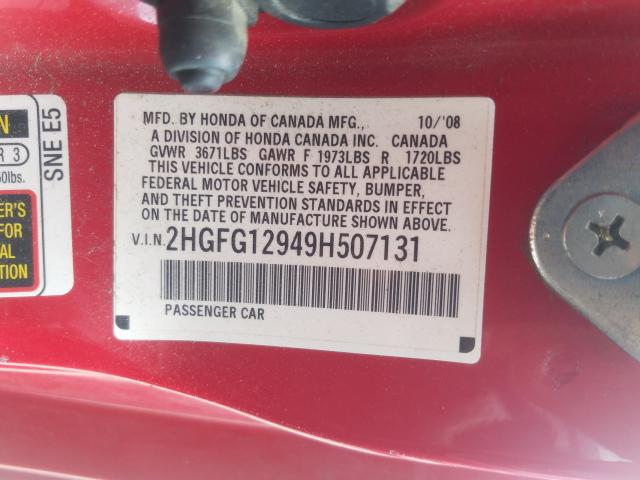 MFD. BY HONDA OF CANADA MFG., 10/'08
A DIVISION OF HONDA CANADA INC. CANADA
GVWR 3671LBS GAWR F 1973LBS R 1720LBS
THIS VEHICLE CONFORMS TO ALL APPLICABLE
FEDERAL MOTOR VEHICLE SAFETY, BUMPER,
AND THEFT PREVENTION STANDARDS IN EFFECT
ON THE DATE OF MANUFACTURE SHOWN ABOVE.
V.I.N. 2HGFG12949H507131
PASSENGER CAR
SNE E5
R 3
FOR